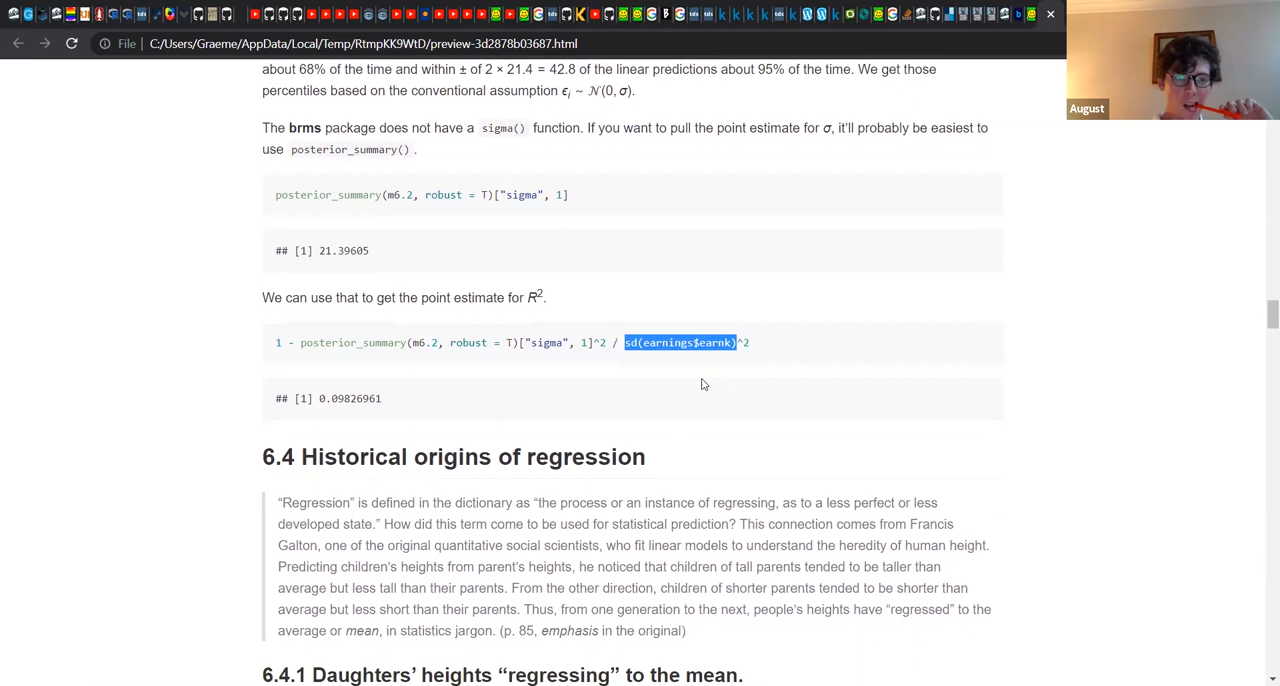 File | C:/Users/Graeme/AppData/Local/Temp/RtmpKK9WtD/preview-3d2878b03687.html
August
about 68% of the time and within ± of 2 × 21.4 = 42.8 of the linear predictions about 95% of the time. We get those
percentiles based on the conventional assumption ϵᵢ ∼ 𝒩(0, σ).
The brms package does not have a sigma() function. If you want to pull the point estimate for σ, it'll probably be easiest to
use posterior_summary() .
posterior_summary(m6.2, robust = T)["sigma", 1]
## [1] 21.39605
We can use that to get the point estimate for R².
1 - posterior_summary(m6.2, robust = T)["sigma", 1]^2 / sd(earnings$earnk)^2
## [1] 0.09826961
6.4 Historical origins of regression
“Regression” is defined in the dictionary as “the process or an instance of regressing, as to a less perfect or less
developed state.” How did this term come to be used for statistical prediction? This connection comes from Francis
Galton, one of the original quantitative social scientists, who fit linear models to understand the heredity of human height.
Predicting children’s heights from parent’s heights, he noticed that children of tall parents tended to be taller than
average but less tall than their parents. From the other direction, children of shorter parents tended to be shorter than
average but less short than their parents. Thus, from one generation to the next, people’s heights have “regressed” to the
average or mean, in statistics jargon. (p. 85, emphasis in the original)
6.4.1 Daughters’ heights “regressing” to the mean.